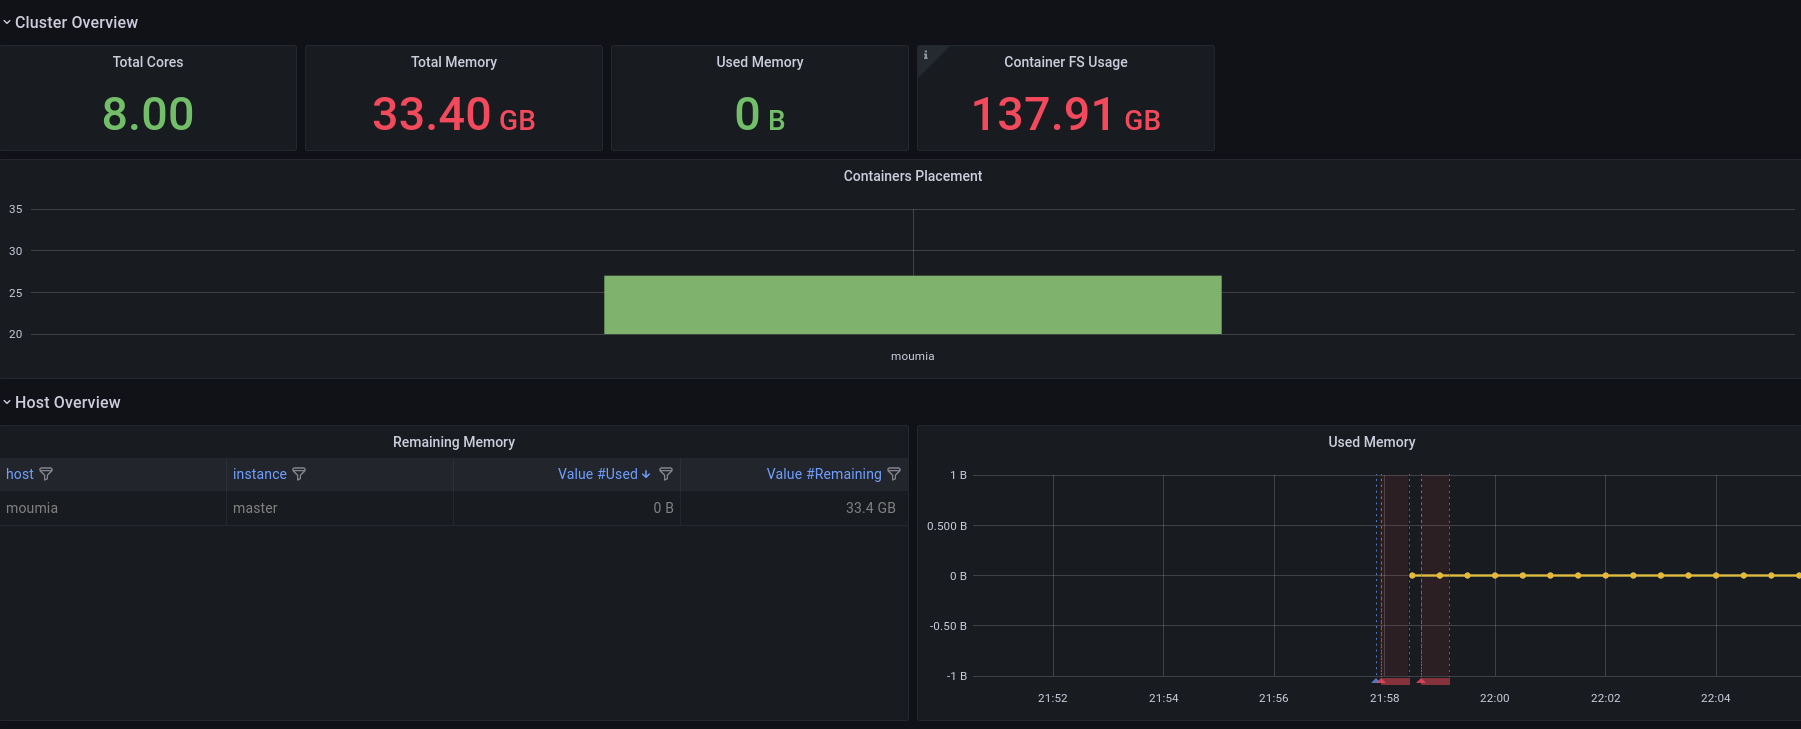 Cluster Overview
Total Cores
8.00
Total Memory
33.40 GB
Used Memory
0 B
i
Container FS Usage
137.91 GB
Containers Placement
35
30
25
20
moumia
Host Overview
Remaining Memory
host
instance
Value #Used
Value #Remaining
moumia
master
0 B
33.4 GB
Used Memory
1 B
0.500 B
0 B
-0.50 B
-1 B
21:52
21:54
21:56
21:58
22:00
22:02
22:04